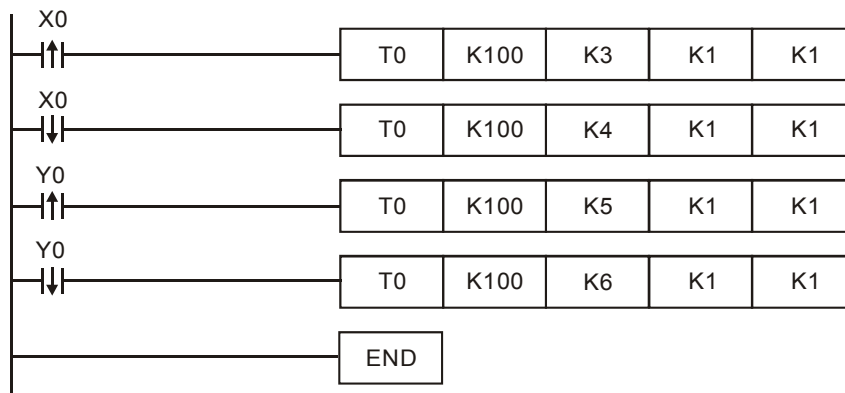 X0
T0 K100 K3 K1 K1
X0
T0 K100 K4 K1 K1
Y0
T0 K100 K5 K1 K1
Y0
T0 K100 K6 K1 K1
END